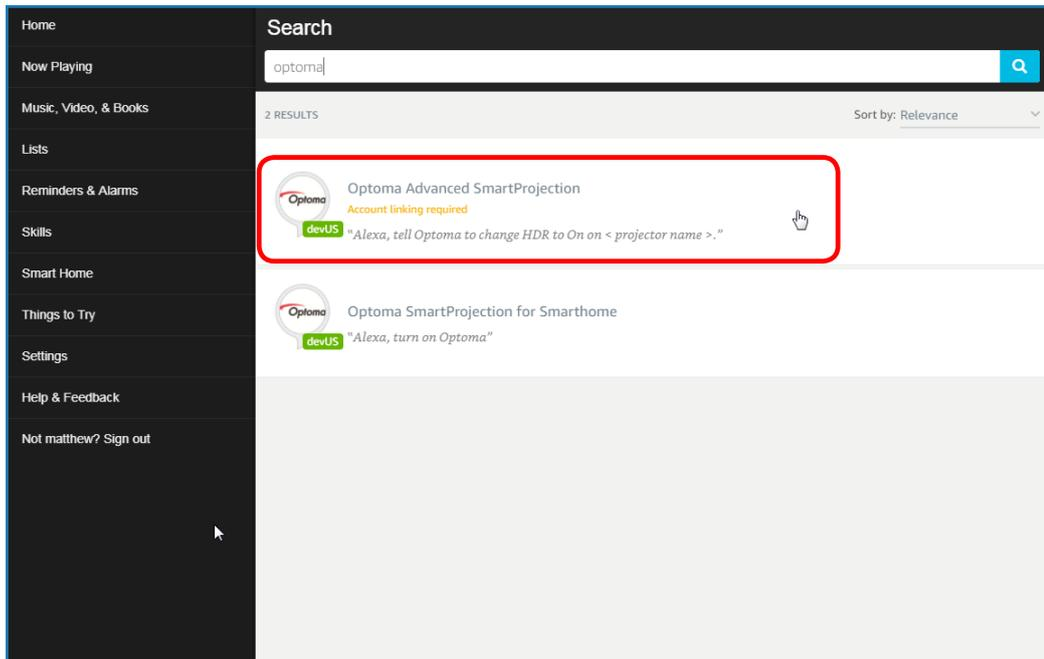 Home
Now Playing
Music, Video, & Books
Lists
Reminders & Alarms
Skills
Smart Home
Things to Try
Settings
Help & Feedback
Not matthew? Sign out
Search
optoma
2 RESULTS
Sort by: Relevance
Optoma
devUS
Optoma Advanced SmartProjection
Account linking required
"Alexa, tell Optoma to change HDR to On on < projector name >."
Optoma
devUS
Optoma SmartProjection for Smarthome
"Alexa, turn on Optoma"